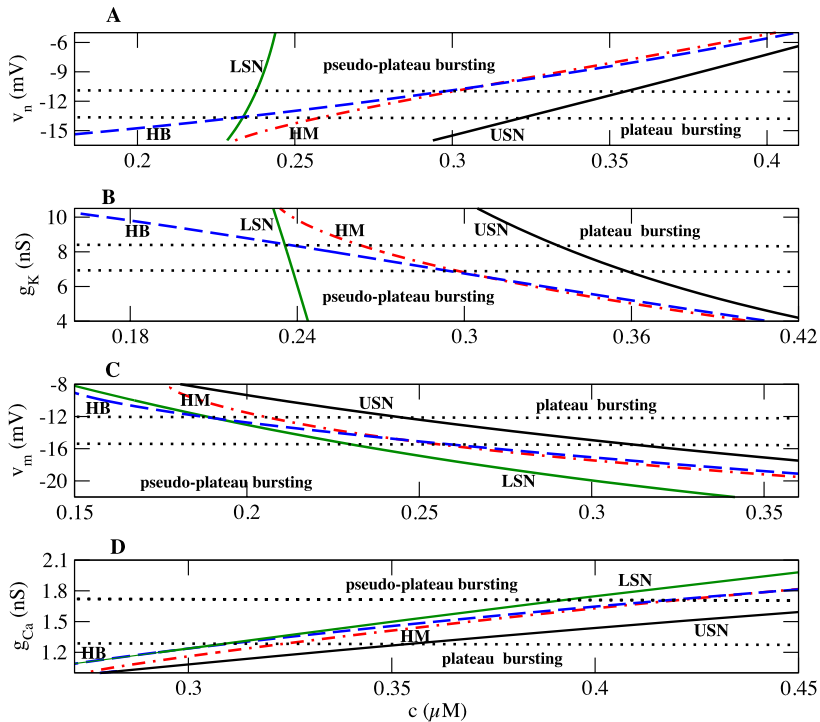 A
v_n (mV)
-6
-9
-12
-15
LSN
pseudo-plateau bursting
HB
HM
USN
plateau bursting
0.2
0.25
0.3
0.35
0.4
B
g_K (nS)
10
8
6
4
HB
LSN
HM
USN
plateau bursting
pseudo-plateau bursting
0.18
0.24
0.3
0.36
0.42
C
v_m (mV)
-8
-12
-16
-20
HB
HM
USN
plateau bursting
pseudo-plateau bursting
LSN
0.15
0.2
0.25
0.3
0.35
D
g_Ca (nS)
2.1
1.8
1.5
1.2
pseudo-plateau bursting
LSN
HB
HM
USN
plateau bursting
0.3
0.35
0.4
0.45
c (μM)